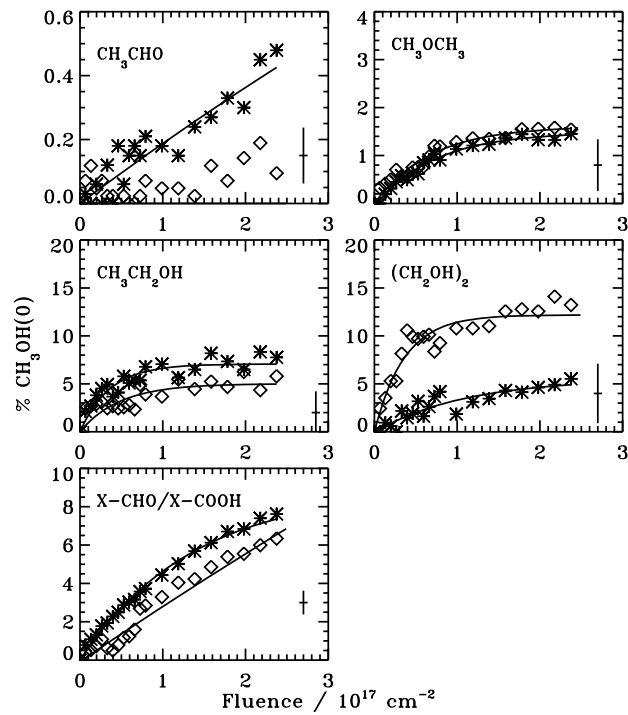 0.6
0.4
0.2
0.0
CH3CHO
0 1 2 3
4
3
2
1
0
CH3OCH3
0 1 2 3
20
15
10
5
0
CH3CH2OH
0 1 2 3
20
15
10
5
0
(CH2OH)2
0 1 2 3
% CH3OH(0)
10
8
6
4
2
0
X-CHO/X-COOH
0 1 2 3
Fluence / 10^17 cm^-2